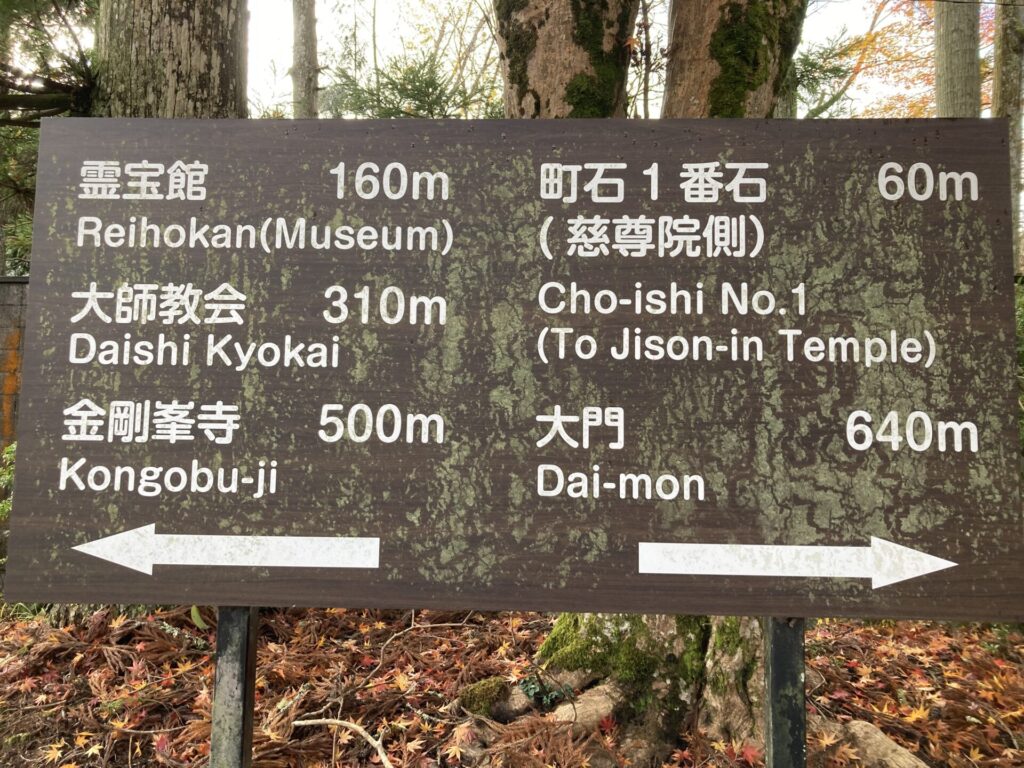 霊宝館 160m
Reihokan(Museum)
大師教会 310m
Daishi Kyokai
金剛峯寺 500m
Kongobu-ji
町石1番石 60m
(慈尊院側)
Cho-ishi No.1
(To Jison-in Temple)
大門 640m
Dai-mon